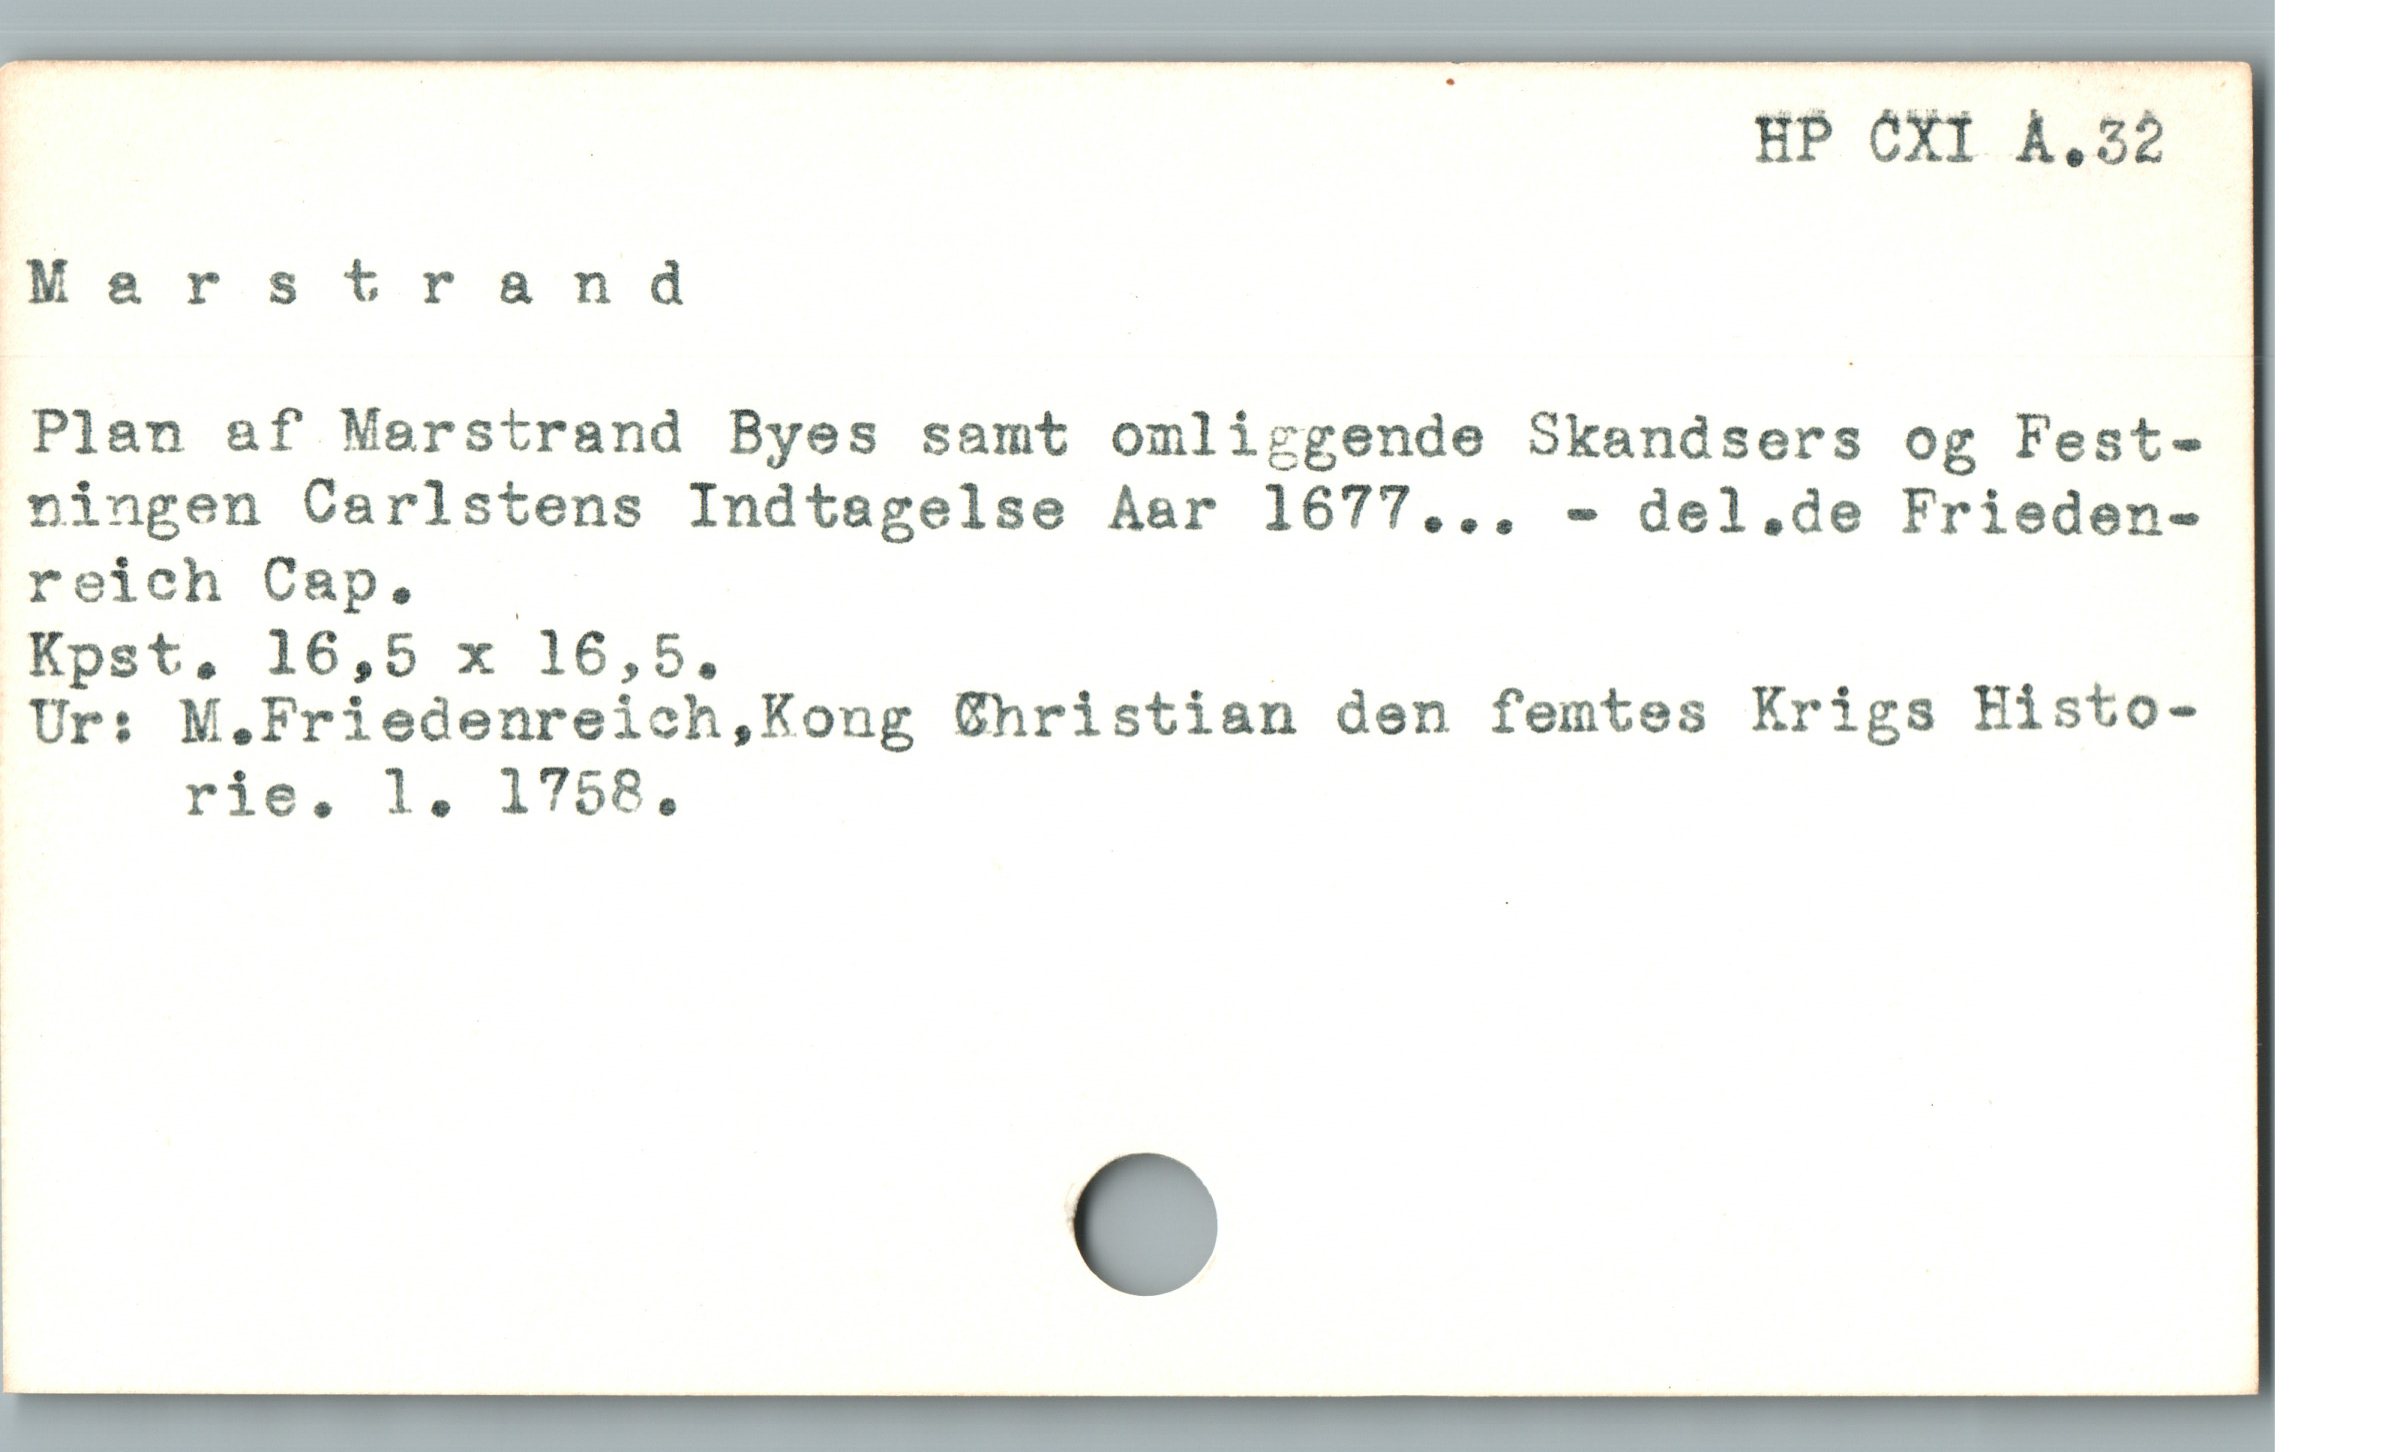 HP CXI A.32
M a r s t r a n d
Plan af Marstrand Byes samt omliggende Skandsers og Fest-
ningen Carlstens Indtagelse Aar 1677... - del.de Frieden-
reich Cap.
Kpst. 16,5 x 16,5.
Ur: M.Friedenreich,Kong Christian den femtes Krigs Histo-
rie. 1. 1758.